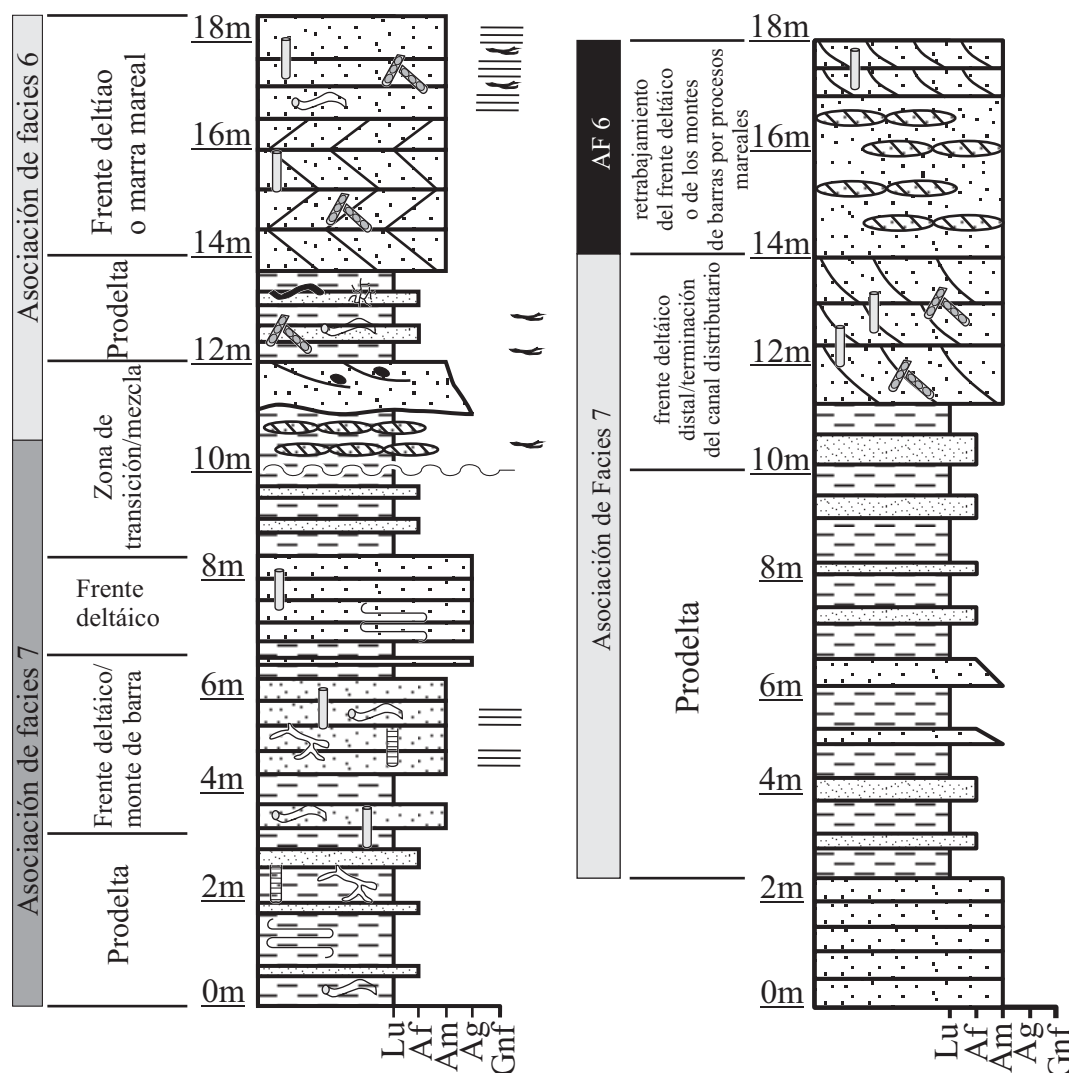 Asociación de facies 6
Asociación de facies 7
Frente deltíao
o marra mareal
Prodelta
Zona de
transición/mezcla
Frente
deltáico
Frente deltáico/
monte de barra
Prodelta
18m
16m
14m
12m
10m
8m
6m
4m
2m
0m
Lu
Af
Am
Ag
Gnf
AF 6
Asociación de Facies 7
retrabajamiento
del frente deltáico
o de los montes
de barras por procesos
mareales
frente deltáico
distal/terminación
del canal distributario
Prodelta
18m
16m
14m
12m
10m
8m
6m
4m
2m
0m
Lu
Af
Am
Ag
Gnf